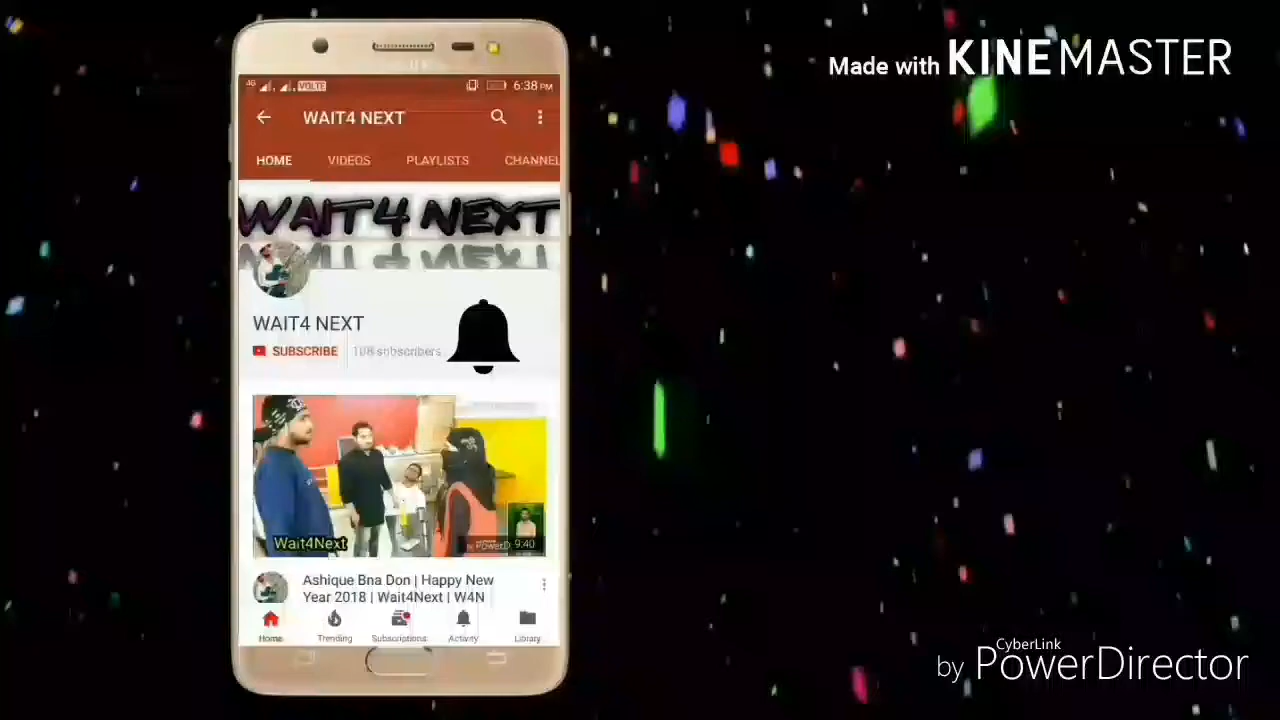 Made with KINEMASTER
4G VOLTE 6:38 PM
WAIT4 NEXT
HOME VIDEOS PLAYLISTS CHANNEL
WAIT4 NEXT
WAIT4 NEXT
SUBSCRIBE 108 subscribers
Wait4Next
9:40
Ashique Bna Don | Happy New
Year 2018 | Wait4Next | W4N
Home Trending Subscriptions Activity Library
CyberLink
by PowerDirector